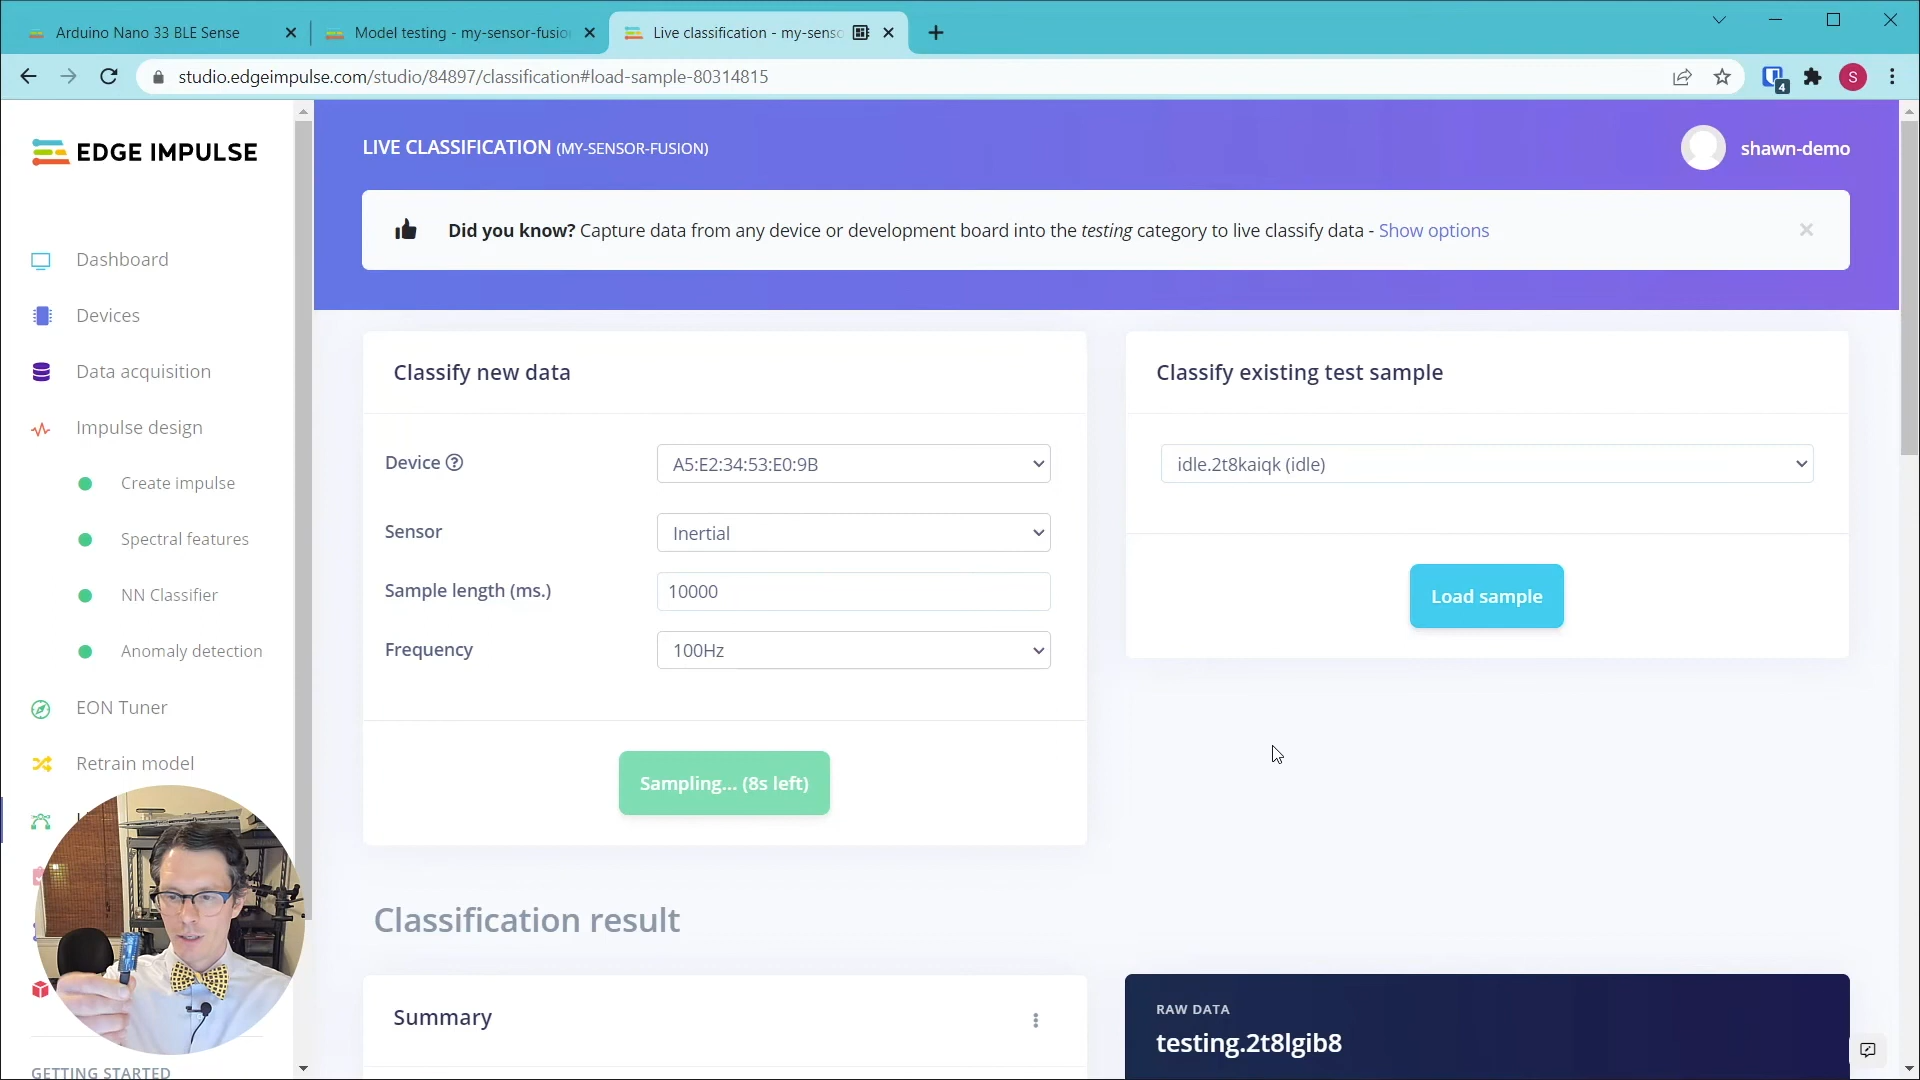 Arduino Nano 33 BLE Sense
Model testing - my-sensor-fusio
Live classification - my-sens
studio.edgeimpulse.com/studio/84897/classification#load-sample-80314815
4
S
EDGE IMPULSE
LIVE CLASSIFICATION (MY-SENSOR-FUSION)
shawn-demo
Did you know? Capture data from any device or development board into the testing category to live classify data - Show options
Dashboard
Devices
Data acquisition
Impulse design
Create impulse
Spectral features
NN Classifier
Anomaly detection
EON Tuner
Retrain model
GETTING STARTED
Classify new data
Device
A5:E2:34:53:E0:9B
Sensor
Inertial
Sample length (ms.)
10000
Frequency
100Hz
Sampling... (8s left)
Classify existing test sample
idle.2t8kaiqk (idle)
Load sample
Classification result
Summary
RAW DATA
testing.2t8lgib8